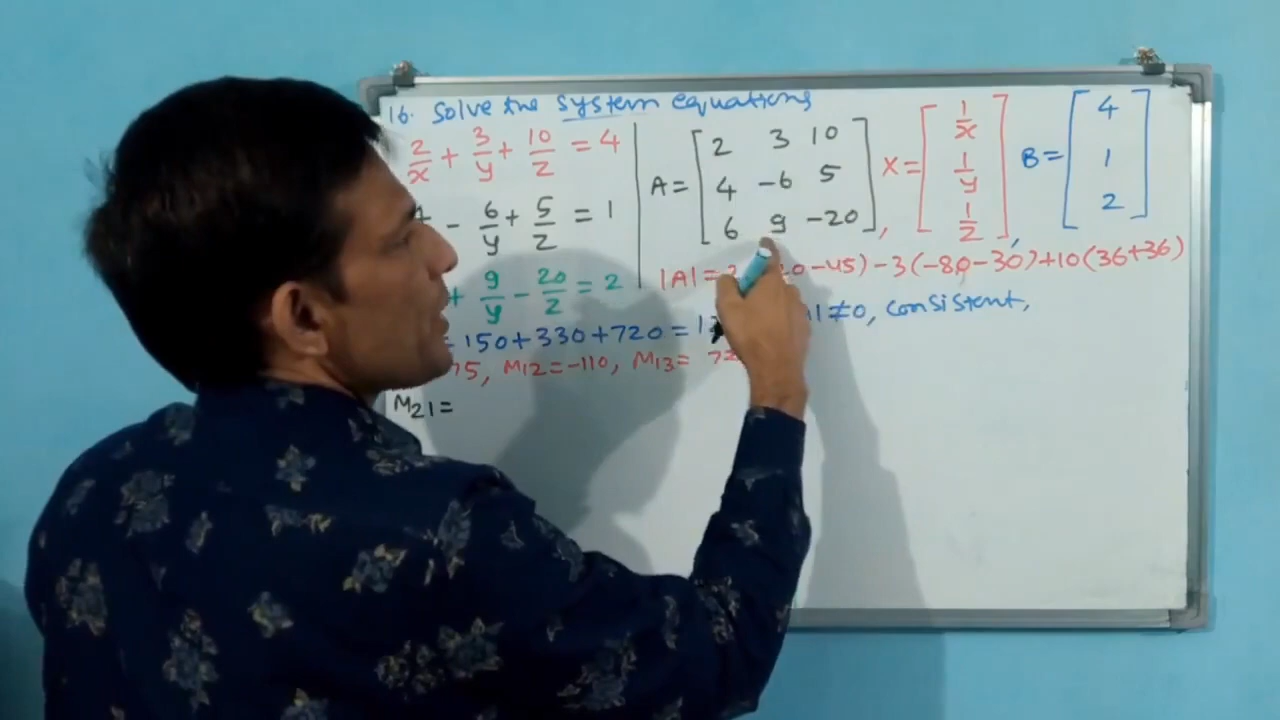 16. Solve the system equations
2/x + 3/y + 10/z = 4
- 6/y + 5/z = 1
+ 9/y - 20/z = 2
A = [2 3 10
4 -6 5
6 9 -20],
X = [1/x
1/y
1/z],
B = [4
1
2]
|A| = -45) -3(-80-30)+10(36+36)
= 150+330+720 = ≠0, consistent,
75, M12=-110, M13= 72
M21=